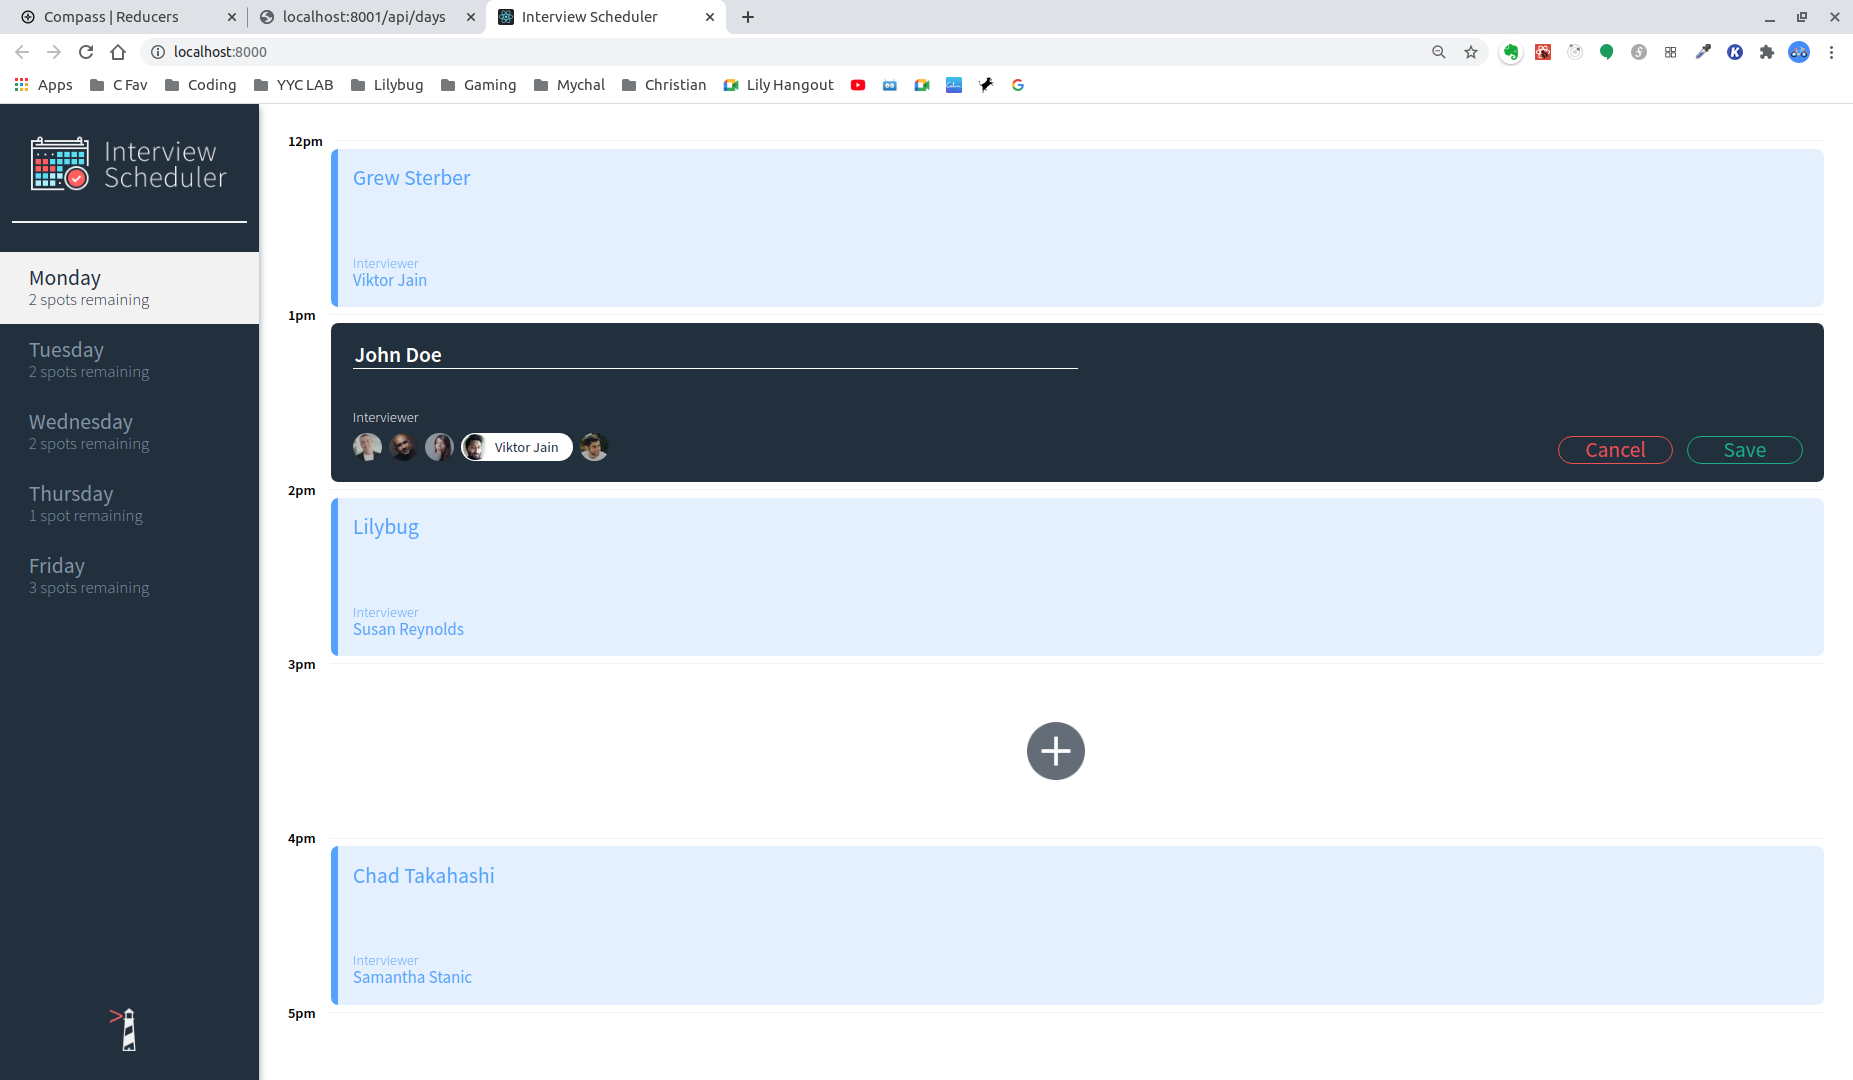 Compass | Reducers
localhost:8001/api/days
Interview Scheduler
localhost:8000
Apps
C Fav
Coding
YYC LAB
Lilybug
Gaming
Mychal
Christian
Lily Hangout
Interview
Scheduler
Monday
2 spots remaining
Tuesday
2 spots remaining
Wednesday
2 spots remaining
Thursday
1 spot remaining
Friday
3 spots remaining
12pm
Grew Sterber
Interviewer
Viktor Jain
1pm
John Doe
Interviewer
Viktor Jain
Cancel
Save
2pm
Lilybug
Interviewer
Susan Reynolds
3pm
4pm
Chad Takahashi
Interviewer
Samantha Stanic
5pm